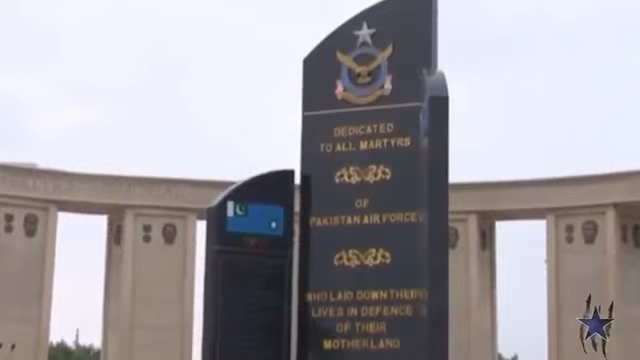 DEDICATED
TO ALL MARTYRS
OF
PAKISTAN AIR FORCE
WHO LAID DOWN THEIR
LIVES IN DEFENCE
OF THEIR
MOTHERLAND